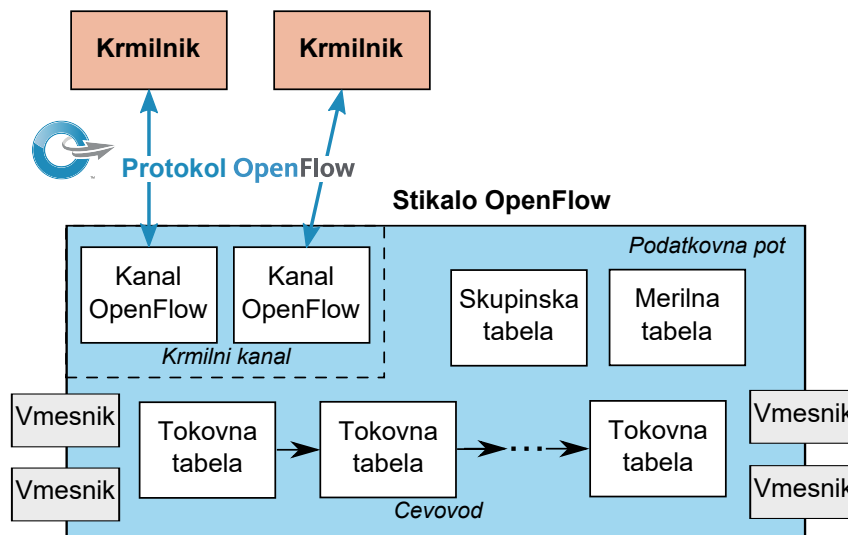 Krmilnik
Krmilnik
Protokol OpenFlow
Stikalo OpenFlow
Podatkovna pot
Kanal
OpenFlow
Kanal
OpenFlow
Krmilni kanal
Skupinska
tabela
Merilna
tabela
Vmesnik
Vmesnik
Tokovna
tabela
Tokovna
tabela
...
Tokovna
tabela
Cevovod
Vmesnik
Vmesnik